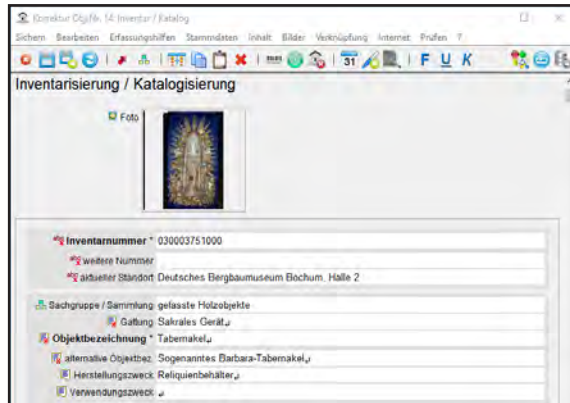 Korrektur Obj.Nr. 14: Inventar / Katalog
Sichern Bearbeiten Erfassungshilfen Stammdaten Inhalt Bilder Verknüpfung Internet Prüfen ?
31 F U K
Inventarisierung / Katalogisierung
Foto
Inventarnummer * 030003751000
weitere Nummer
aktueller Standort Deutsches Bergbaumuseum Bochum, Halle 2
Sachgruppe / Sammlung gefasste Holzobjekte
Gattung Sakrales Gerät
Objektbezeichnung * Tabernakel
alternative Objektbez. Sogenanntes Barbara-Tabernakel
Herstellungszweck Reliquienbehälter
Verwendungszweck